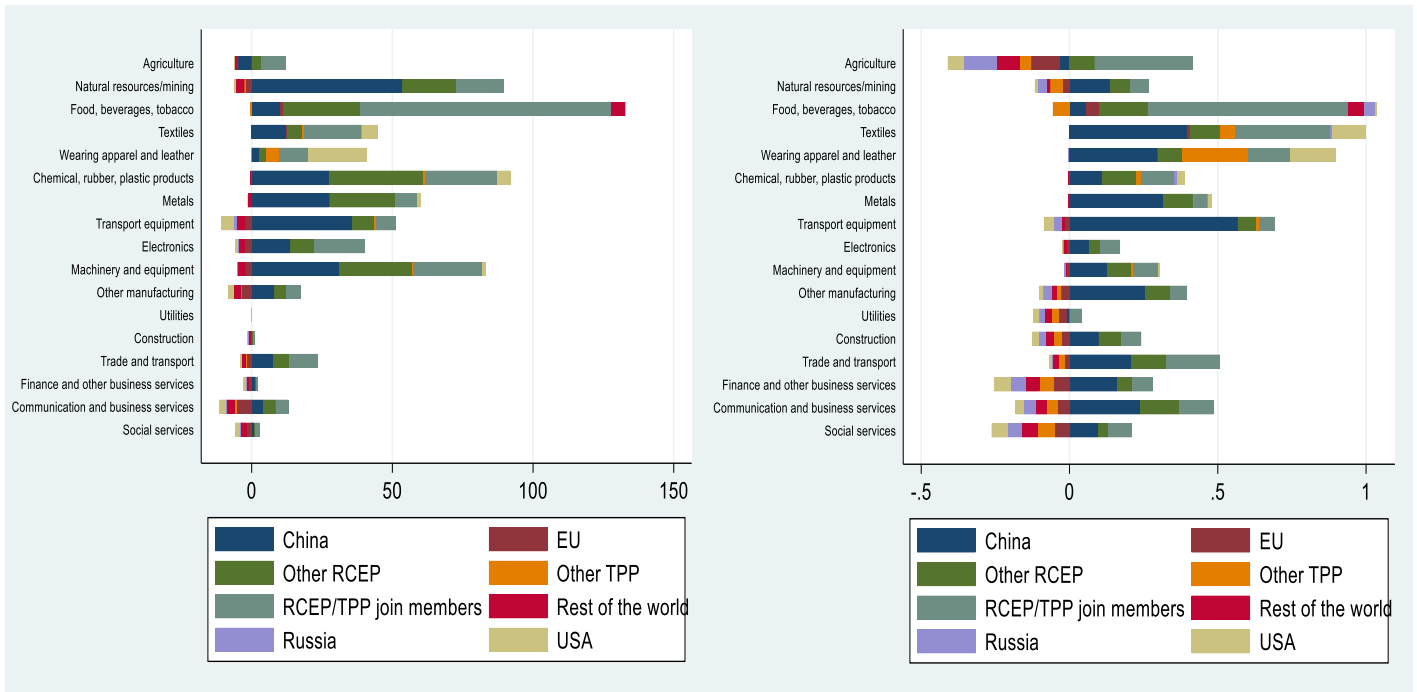 Agriculture
Natural resources/mining
Food, beverages, tobacco
Textiles
Wearing apparel and leather
Chemical, rubber, plastic products
Metals
Transport equipment
Electronics
Machinery and equipment
Other manufacturing
Utilities
Construction
Trade and transport
Finance and other business services
Communication and business services
Social services
0 50 100 150
China EU
Other RCEP Other TPP
RCEP/TPP join members Rest of the world
Russia USA
Agriculture
Natural resources/mining
Food, beverages, tobacco
Textiles
Wearing apparel and leather
Chemical, rubber, plastic products
Metals
Transport equipment
Electronics
Machinery and equipment
Other manufacturing
Utilities
Construction
Trade and transport
Finance and other business services
Communication and business services
Social services
-.5 0 .5 1
China EU
Other RCEP Other TPP
RCEP/TPP join members Rest of the world
Russia USA